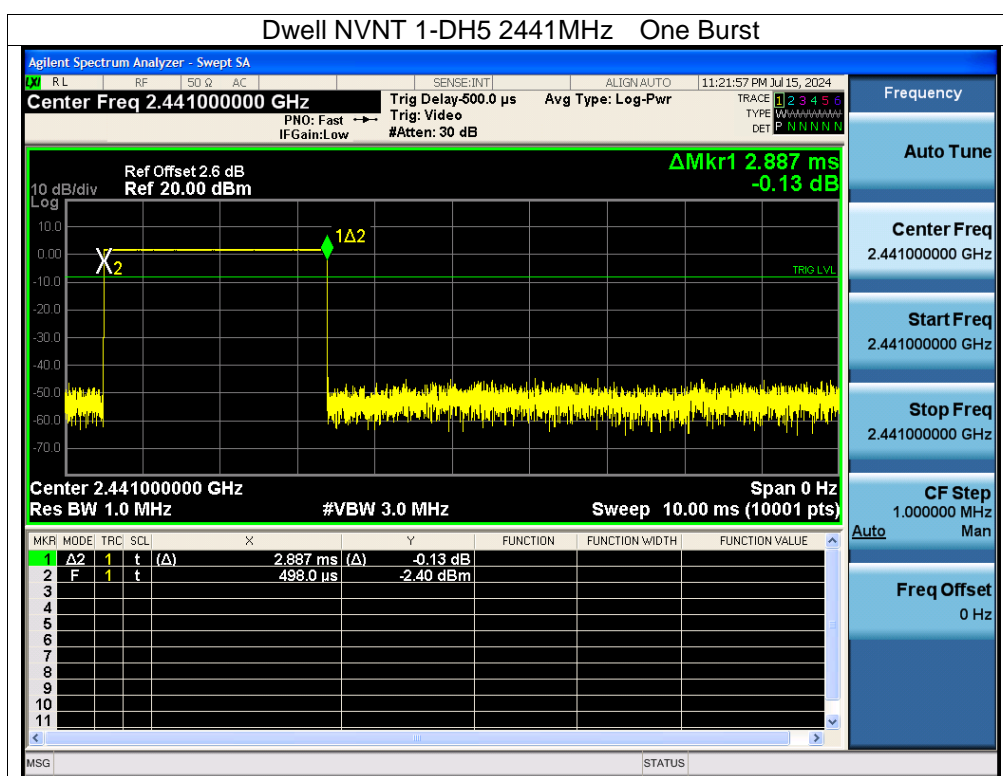 Dwell NVNT 1-DH5 2441MHz One Burst
Agilent Spectrum Analyzer - Swept SA
LXI RL RF 50 Ω AC SENSE:INT ALIGN AUTO 11:21:57 PM Jul 15, 2024
Center Freq 2.441000000 GHz Trig Delay-500.0 µs Avg Type: Log-Pwr TRACE 1 2 3 4 5 6
PNO: Fast Trig: Video TYPE WWWWWW
IFGain:Low #Atten: 30 dB DET P N N N N N
Frequency
Auto Tune
Ref Offset 2.6 dB ΔMkr1 2.887 ms
10 dB/div Ref 20.00 dBm -0.13 dB
Log
10.0
0.00
-10.0
-20.0
-30.0
-40.0
-50.0
-60.0
-70.0
1Δ2
X2
TRIG LVL
Center 2.441000000 GHz Span 0 Hz
Res BW 1.0 MHz #VBW 3.0 MHz Sweep 10.00 ms (10001 pts)
MKR MODE TRC SCL X Y FUNCTION FUNCTION WIDTH FUNCTION VALUE
1 Δ2 1 t (Δ) 2.887 ms (Δ) -0.13 dB
2 F 1 t 498.0 µs -2.40 dBm
3
4
5
6
7
8
9
10
11
Center Freq
2.441000000 GHz
Start Freq
2.441000000 GHz
Stop Freq
2.441000000 GHz
CF Step
1.000000 MHz
Auto Man
Freq Offset
0 Hz
MSG STATUS